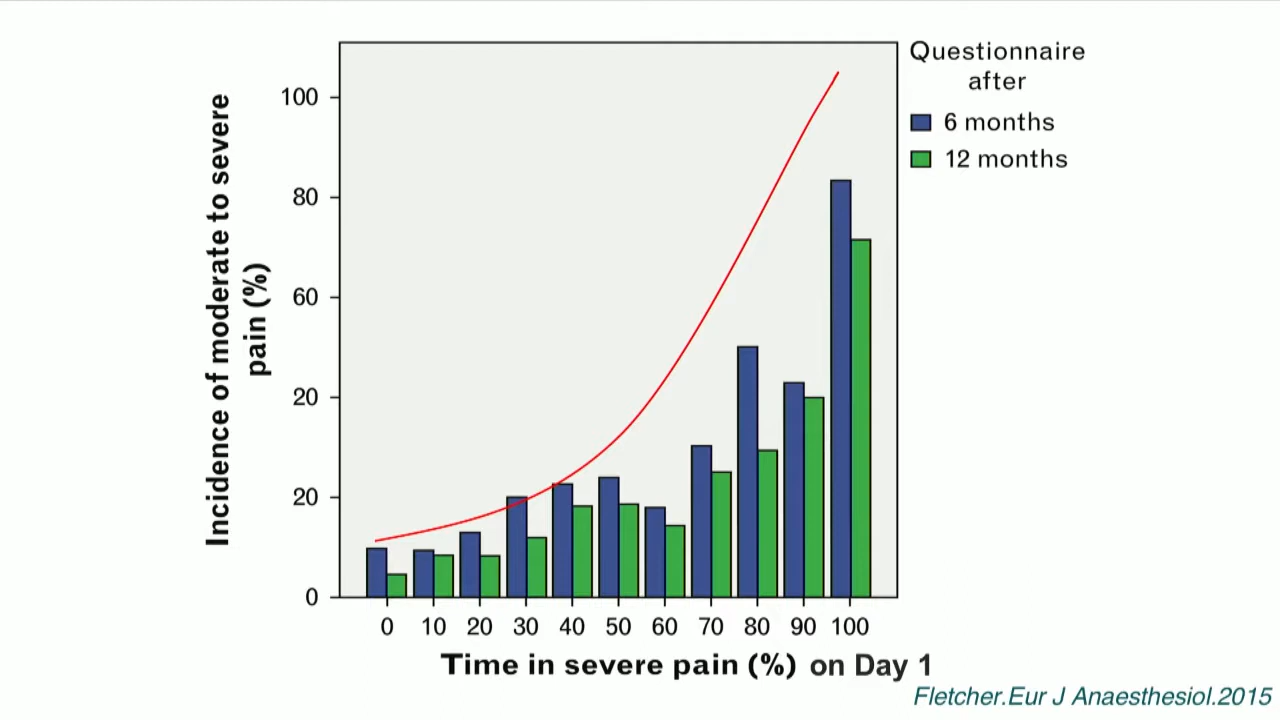 Questionnaire
after
6 months
12 months
Incidence of moderate to severe
pain (%)
100
80
60
20
20
0
0 10 20 30 40 50 60 70 80 90 100
Time in severe pain (%) on Day 1
Fletcher.Eur J Anaesthesiol.2015